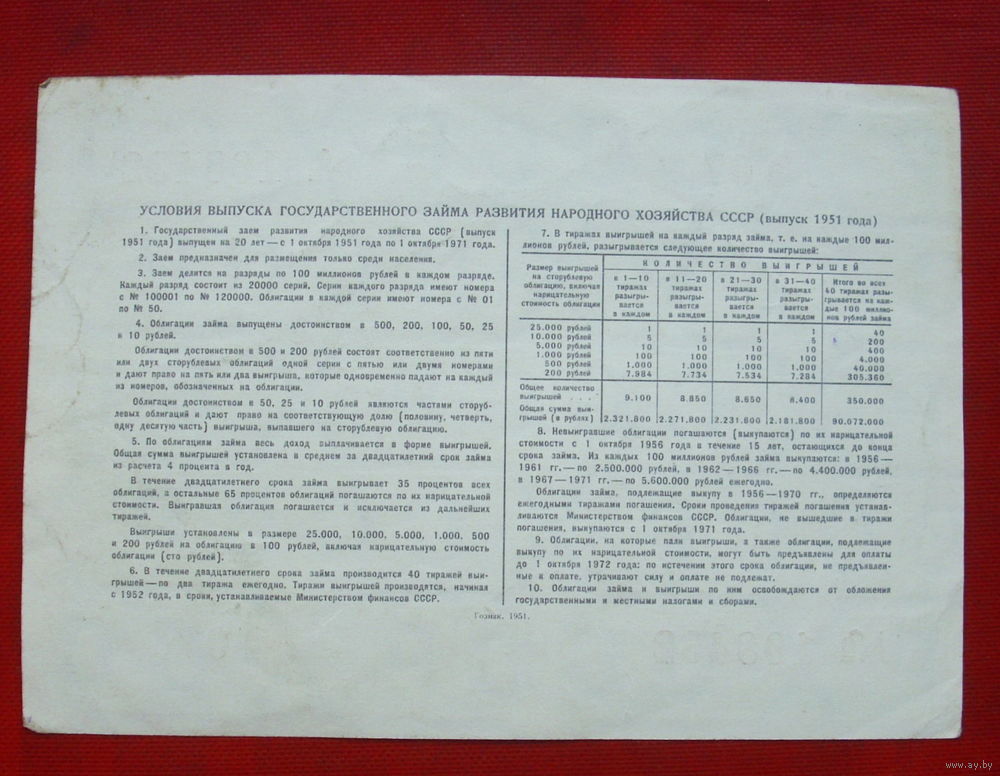 УСЛОВИЯ ВЫПУСКА ГОСУДАРСТВЕННОГО ЗАЙМА РАЗВИТИЯ НАРОДНОГО ХОЗЯЙСТВА СССР (выпуск 1951 года)
1. Государственный заем развития народного хозяйства СССР (выпуск
1951 года) выпущен на 20 лет — с 1 октября 1951 года по 1 октября 1971 года.
2. Заем предназначен для размещения только среди населения.
3. Заем делится на разряды по 100 миллионов рублей в каждом разряде.
Каждый разряд состоит из 20000 серий. Серии каждого разряда имеют номера
с № 100001 по № 120000. Облигации в каждой серии имеют номера с № 01
по № 50.
4. Облигации займа выпущены достоинством в 500, 200, 100, 50, 25
и 10 рублей.
Облигации достоинством в 500 и 200 рублей состоят соответственно из пяти
или двух сторублевых облигаций одной серии с пятью или двумя номерами
и дают право на пять или два выигрыша, которые одновременно падают на каждый
из номеров, обозначенных на облигации.
Облигации достоинством в 50, 25 и 10 рублей являются частями сторуб-
левых облигаций и дают право на соответствующую долю (половину, четверть,
одну десятую часть) выигрыша, выпавшего на сторублевую облигацию.
5. По облигациям займа весь доход выплачивается в форме выигрышей.
Общая сумма выигрышей установлена в среднем за двадцатилетний срок займа
из расчета 4 процента в год.
В течение двадцатилетнего срока займа выигрывает 35 процентов всех
облигаций, а остальные 65 процентов облигаций погашаются по их нарицательной
стоимости. Выигравшая облигация погашается и исключается из дальнейших
тиражей.
Выигрыши установлены в размере 25.000, 10.000, 5.000, 1.000, 500
и 200 рублей на облигацию в 100 рублей, включая нарицательную стоимость
облигации (сто рублей).
6. В течение двадцатилетнего срока займа производится 40 тиражей выи-
грышей — по два тиража ежегодно. Тиражи выигрышей производятся, начиная
с 1952 года, в сроки, устанавливаемые Министерством финансов СССР.
7. В тиражах выигрышей на каждый разряд займа, т. е. на каждые 100 мил-
лионов рублей, разыгрывается следующее количество выигрышей:
Размер выигрышей на сторублевую облигацию, включая нарицательную стоимость облигации
КОЛИЧЕСТВО ВЫИГРЫШЕЙ
в 1—10 тиражах разыгры-вается в каждом
в 11—20 тиражах разыгры-вается в каждом
в 21—30 тиражах разыгры-вается в каждом
в 31—40 тиражах разыгры-вается в каждом
Итого во всех 40 тиражах разы-грывается на каж-дые 100 миллио-нов рублей займа
25.000 рублей 1 1 1 1 40
10.000 рублей 5 5 5 5 200
5.000 рублей 10 10 10 10 400
1.000 рублей 100 100 100 100 4.000
500 рублей 1.000 1.000 1.000 1.000 40.000
200 рублей 7.984 7.734 7.534 7.284 305.360
Общее количество
выигрышей . . . 9.100 8.850 8.650 8.400 350.000
Общая сумма выи-
грышей (в рублях) 2.321.800 2.271.800 2.231.800 2.181.800 90.072.000
8. Невыигравшие облигации погашаются (выкупаются) по их нарицательной
стоимости с 1 октября 1956 года в течение 15 лет, остающихся до конца
срока займа. Из каждых 100 миллионов рублей займа выкупаются: в 1956—
1961 гг. — по 2.500.000 рублей, в 1962—1966 гг. — по 4.400.000 рублей,
в 1967—1971 гг. — по 5.600.000 рублей ежегодно.
Облигации займа, подлежащие выкупу в 1956—1970 гг., определяются
ежегодными тиражами погашения. Сроки проведения тиражей погашения устанав-
ливаются Министерством финансов СССР. Облигации, не вышедшие в тиражи
погашения, выкупаются с 1 октября 1971 года.
9. Облигации, на которые пали выигрыши, а также облигации, подлежащие
выкупу по их нарицательной стоимости, могут быть предъявлены для оплаты
до 1 октября 1972 года; по истечении этого срока облигации, не предъявлен-
ные к оплате, утрачивают силу и оплате не подлежат.
10. Облигации займа и выигрыши по ним освобождаются от обложения
государственными и местными налогами и сборами.
Гознак. 1951.
www.ay.by